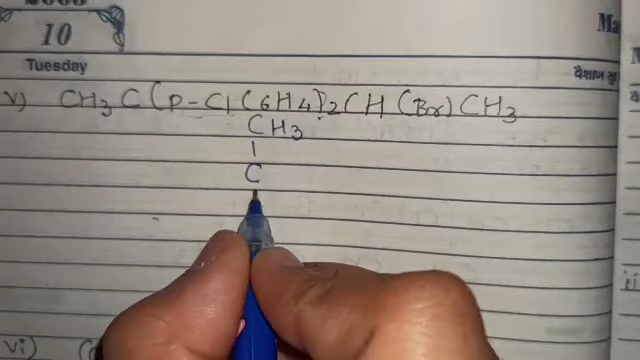 10
Tuesday
v) CH3 C (P-Cl C6H4)2 CH (Br) CH3
CH3
|
C
vi) (